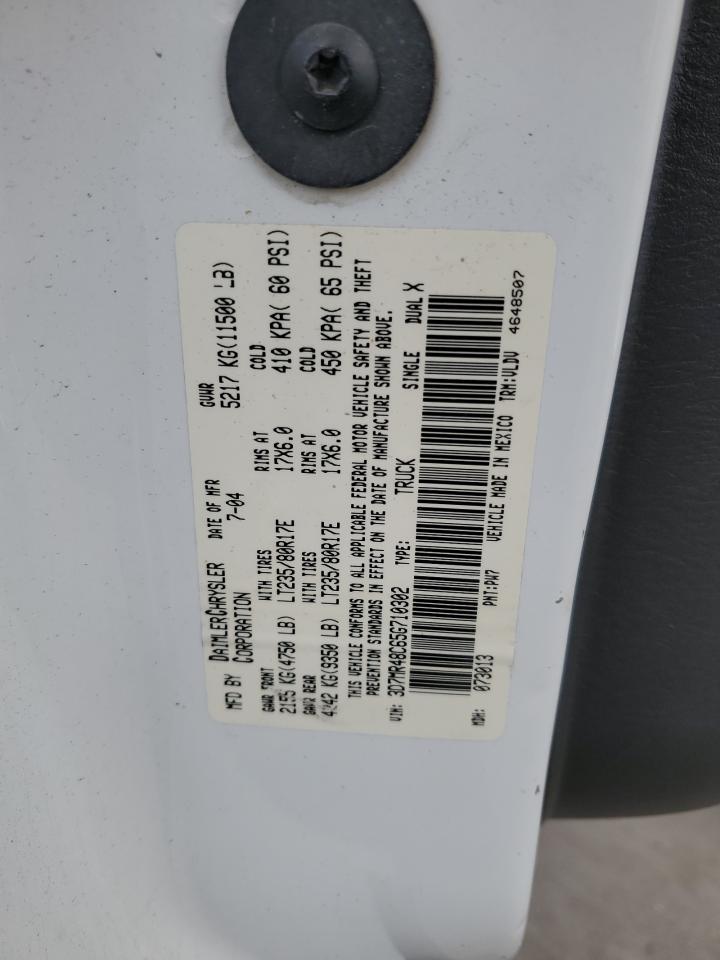 MFD BY DAIMLERCHRYSLER CORPORATION DATE OF MFR 7-04 GVWR 5217 KG(11500 LB)
GAWR FRONT WITH TIRES RIMS AT COLD
KG(4750 LB) LT235/80R17E 17X6.0 410 KPA( 60 PSI)
GAWR REAR WITH TIRES RIMS AT COLD
KG(9350 LB) LT235/80R17E 17X6.0 450 KPA( 65 PSI)
THIS VEHICLE CONFORMS TO ALL APPLICABLE FEDERAL MOTOR VEHICLE SAFETY AND THEFT
PREVENTION STANDARDS IN EFFECT ON THE DATE OF MANUFACTURE SHOWN ABOVE.
VIN: 3D7MR48C65G710302 TYPE: TRUCK SINGLE DUAL X
MDH: 073013 PNT:PW7 VEHICLE MADE IN MEXICO TRM:VLDV 4648507